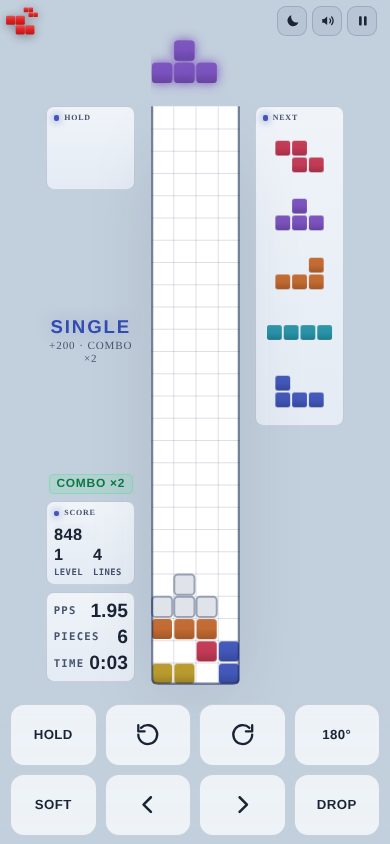 HOLD
NEXT
SINGLE
+200 · COMBO
×2
COMBO ×2
SCORE
848
1 4
LEVEL LINES
PPS 1.95
PIECES 6
TIME 0:03
HOLD
180°
SOFT
DROP